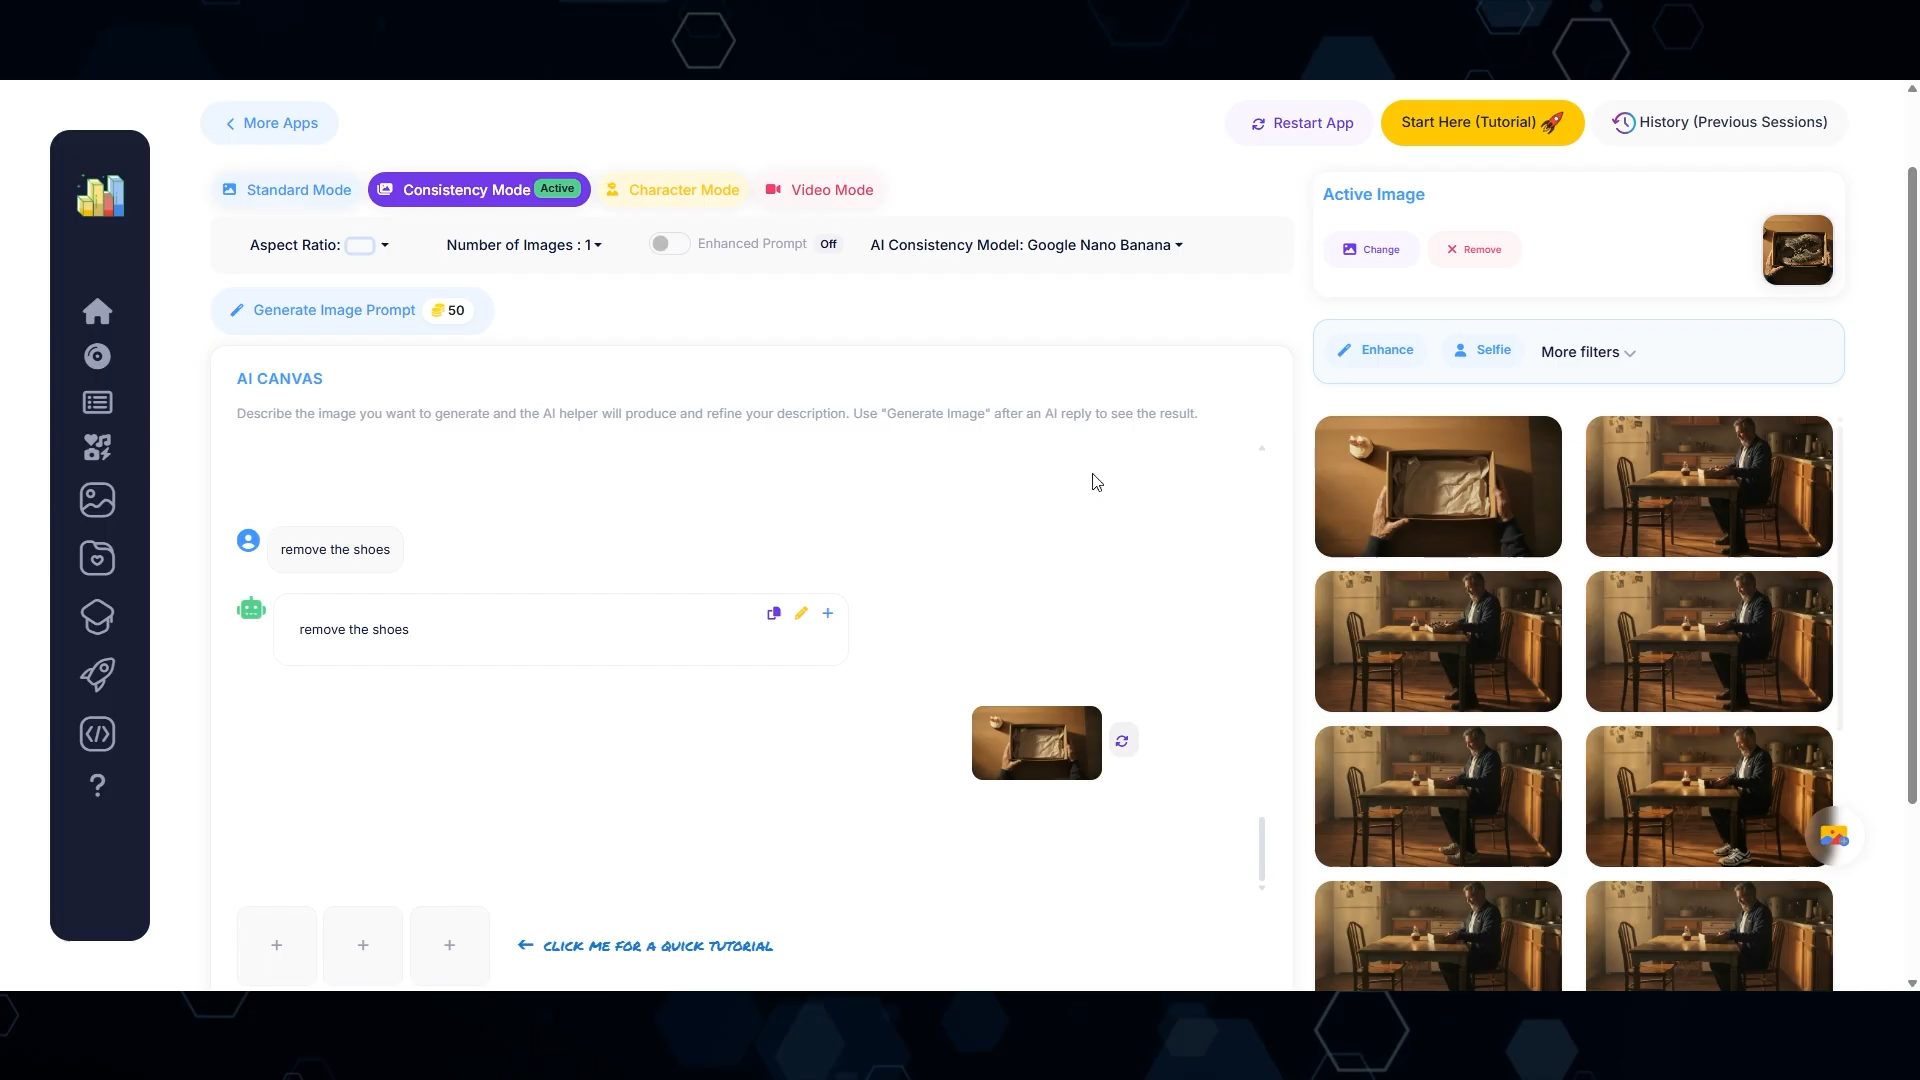 More Apps
Restart App
Start Here (Tutorial)
History (Previous Sessions)
Standard Mode
Consistency Mode Active
Character Mode
Video Mode
Active Image
Aspect Ratio:
Number of Images : 1
Enhanced Prompt Off
AI Consistency Model: Google Nano Banana
Change
Remove
Generate Image Prompt 50
Enhance
Selfie
More filters
AI CANVAS
Describe the image you want to generate and the AI helper will produce and refine your description. Use "Generate Image" after an AI reply to see the result.
remove the shoes
remove the shoes
CLICK ME FOR A QUICK TUTORIAL